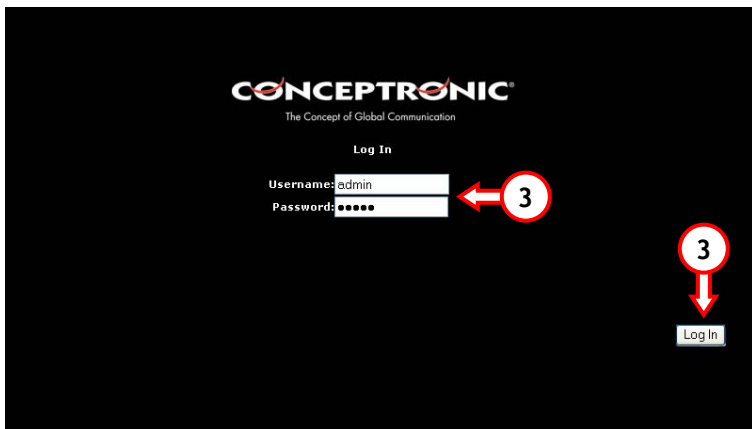 CONCEPTRONIC®
The Concept of Global Communication
Log In
Username: admin
3
Password: •••••
3
Log In